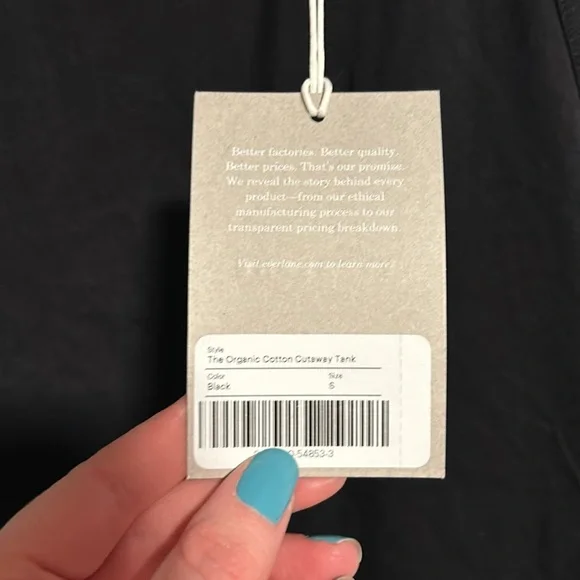 Better factories. Better quality.
Better prices. That's our promise.
We reveal the story behind every
product—from our ethical
manufacturing process to our
transparent pricing breakdown.
Visit everlane.com to learn more.
Style
The Organic Cotton Cutaway Tank
Color Size
Black S
-54853-3